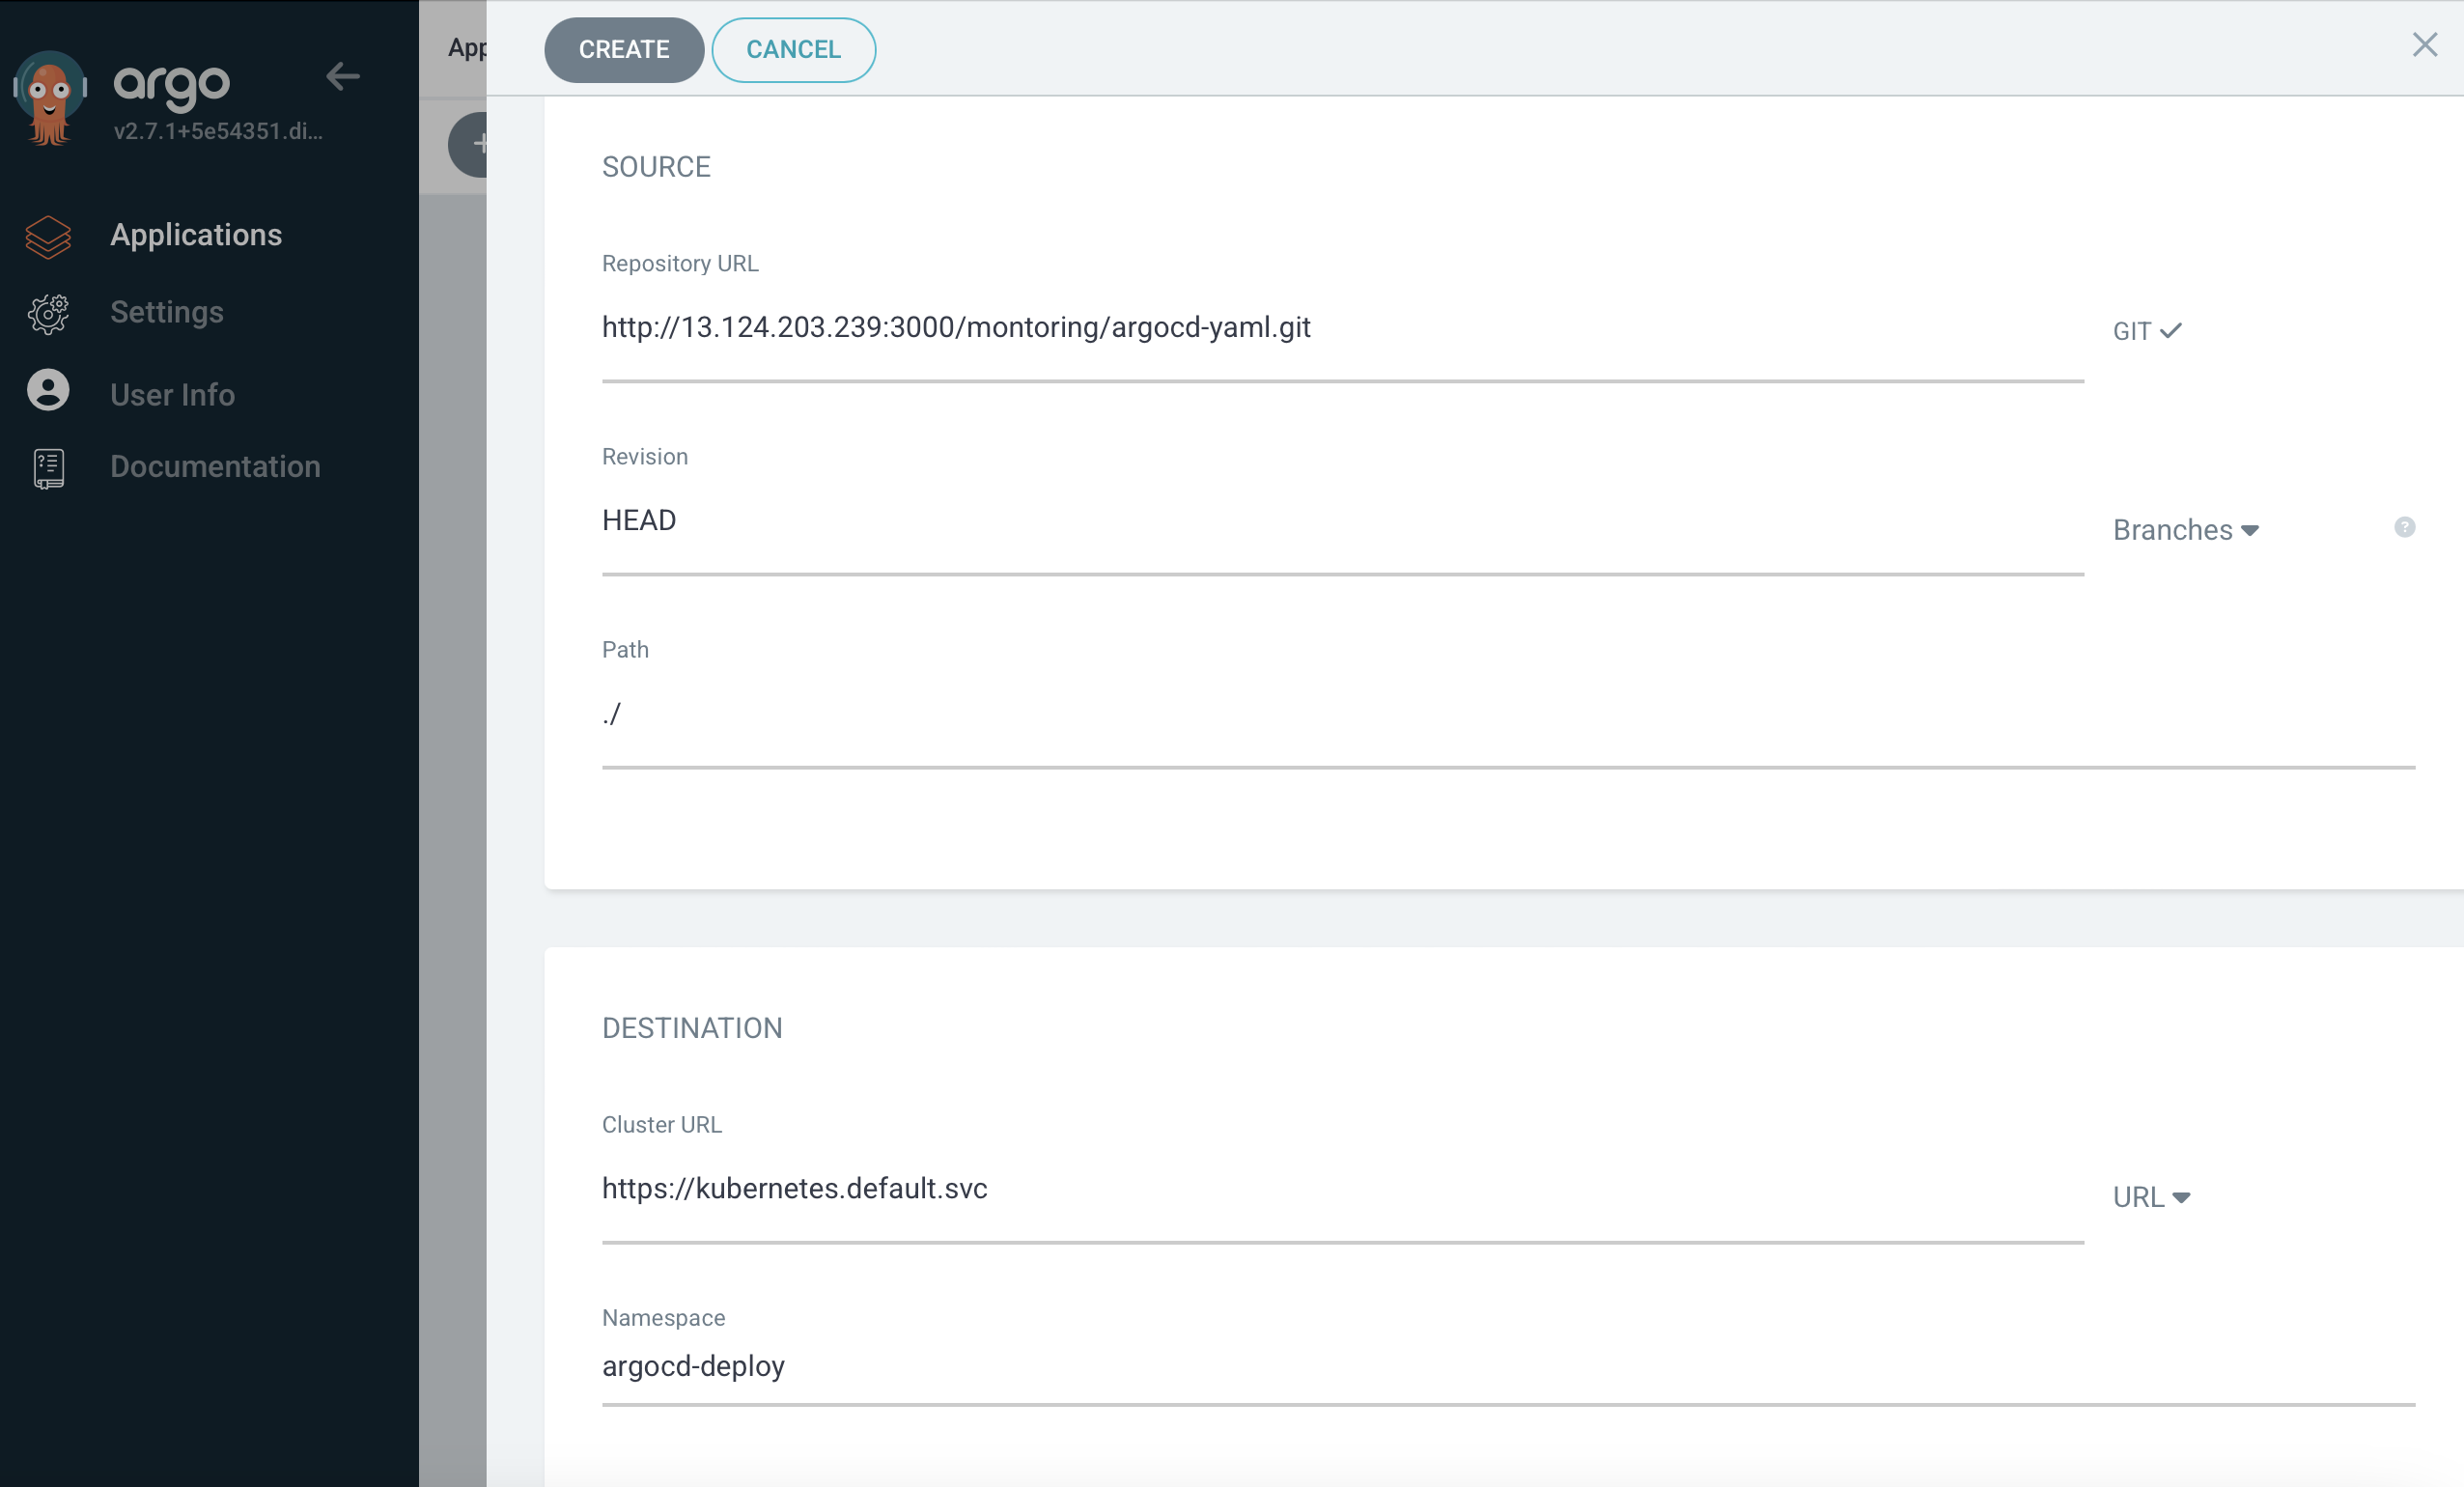 argo
v2.7.1+5e54351.di...
Applications
Settings
User Info
Documentation
App
+
CREATE
CANCEL
SOURCE
Repository URL
http://13.124.203.239:3000/montoring/argocd-yaml.git
GIT
Revision
HEAD
Branches
?
Path
./
DESTINATION
Cluster URL
https://kubernetes.default.svc
URL
Namespace
argocd-deploy